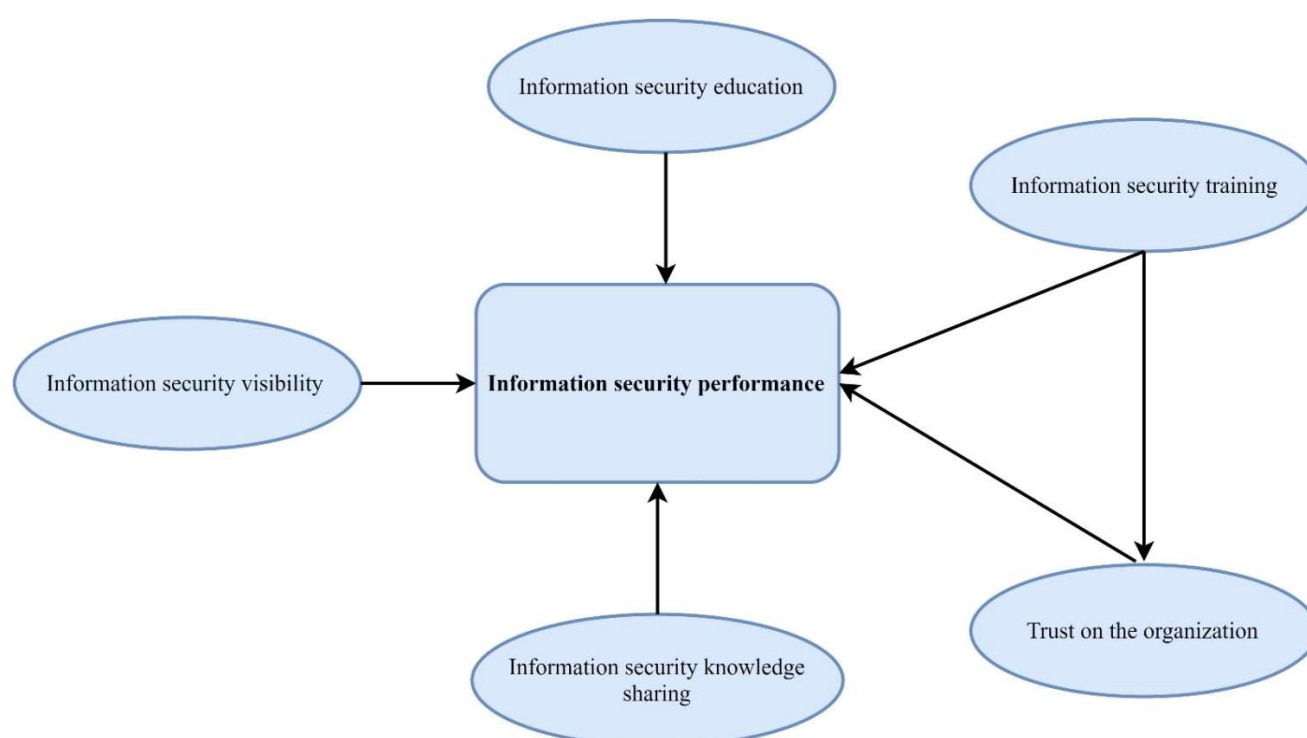 Information security education
Information security training
Information security visibility
Information security performance
Information security knowledge
sharing
Trust on the organization